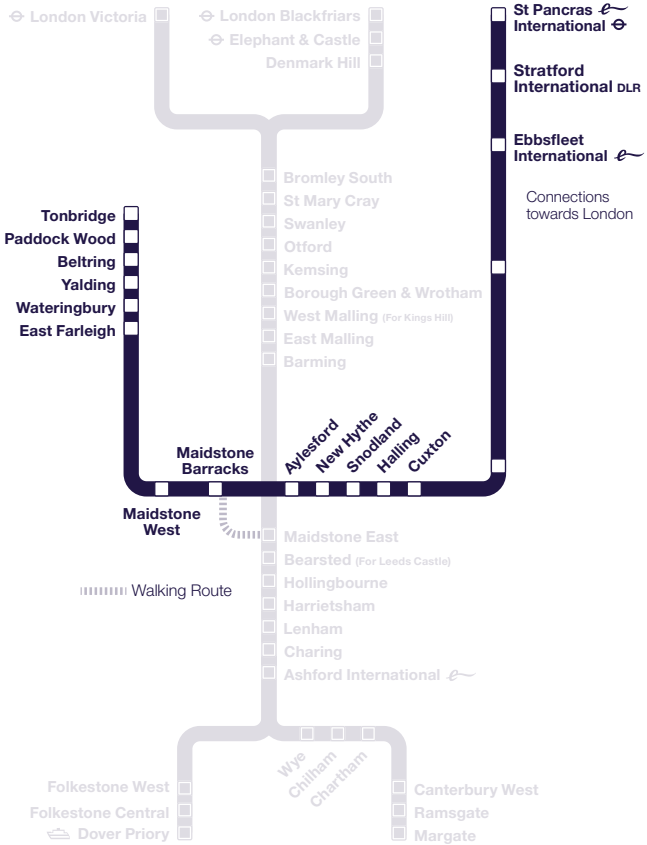 London Victoria
London Blackfriars
Elephant & Castle
Denmark Hill
St Pancras
International
Stratford
International DLR
Ebbsfleet
International
Connections
towards London
Bromley South
St Mary Cray
Swanley
Otford
Kemsing
Borough Green & Wrotham
West Malling (For Kings Hill)
East Malling
Barming
Tonbridge
Paddock Wood
Beltring
Yalding
Wateringbury
East Farleigh
Maidstone
Barracks
Aylesford
New Hythe
Snodland
Halling
Cuxton
Maidstone
West
Maidstone East
Bearsted (For Leeds Castle)
Hollingbourne
Harrietsham
Lenham
Charing
Ashford International
Walking Route
Wye
Chilham
Chartham
Folkestone West
Folkestone Central
Dover Priory
Canterbury West
Ramsgate
Margate